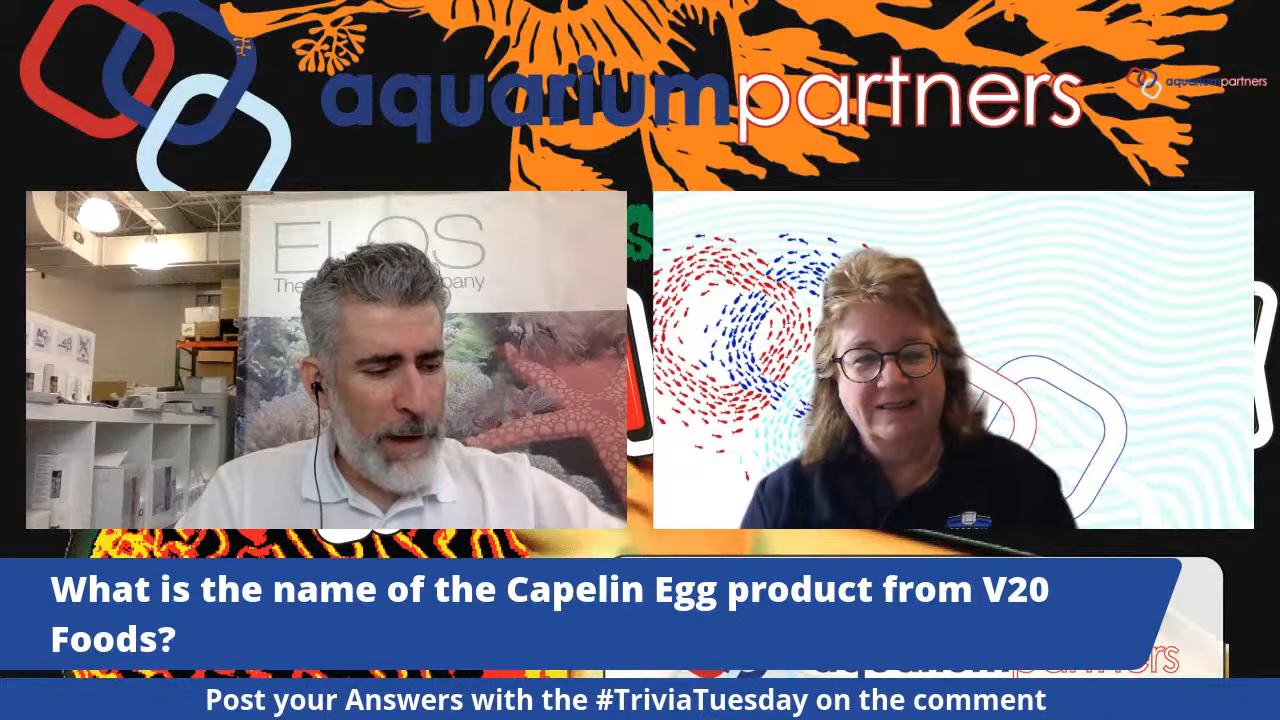 aquariumpartners
aquariumpartners
ELOS
The
pany
What is the name of the Capelin Egg product from V20
Foods?
partners
Post your Answers with the #TriviaTuesday on the comment